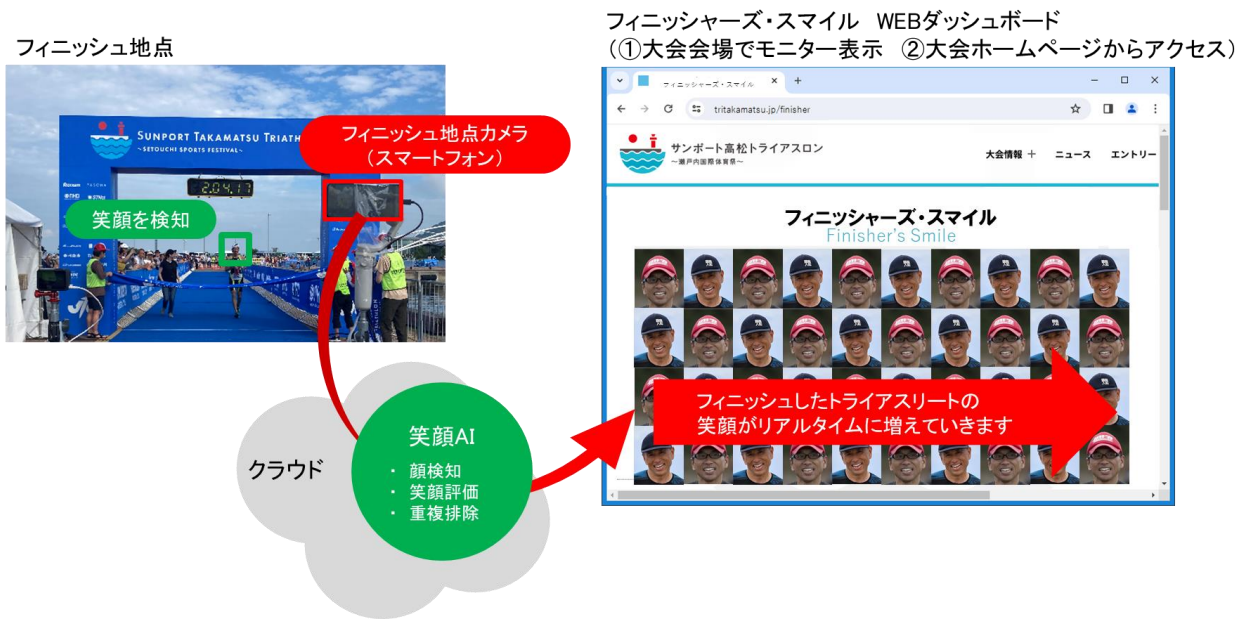 フィニッシュ地点
フィニッシャーズ・スマイル WEBダッシュボード
（①大会会場でモニター表示 ②大会ホームページからアクセス）
SUNPORT TAKAMATSU TRIATH
~SETOUCHI SPORTS FESTIVAL~
フィニッシュ地点カメラ
（スマートフォン）
2:04.17
笑顔を検知
フィニッシャーズ・スマイル
tritakamatsu.jp/finisher
サンポート高松トライアスロン
～瀬戸内国際体育祭～
大会情報 ＋ ニュース エントリー
フィニッシャーズ・スマイル
Finisher's Smile
フィニッシュしたトライアスリートの
笑顔がリアルタイムに増えていきます
クラウド
笑顔AI
・ 顔検知
・ 笑顔評価
・ 重複排除